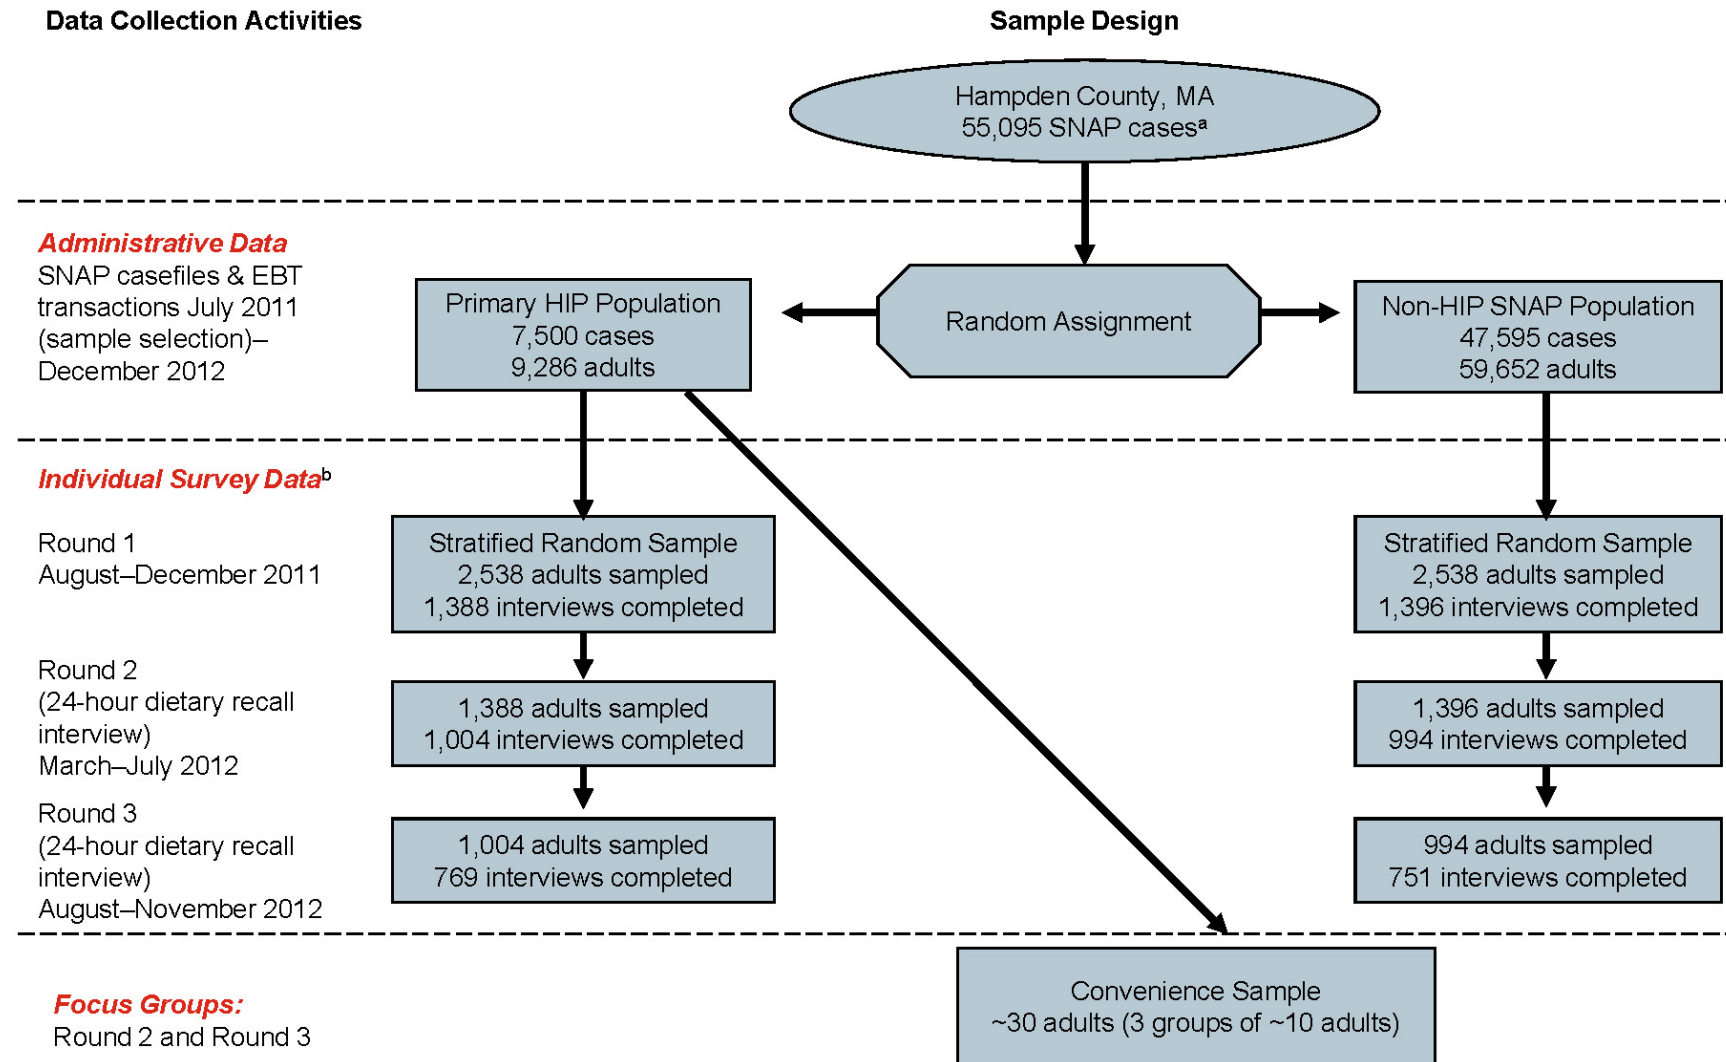 Data Collection Activities
Sample Design
Hampden County, MA
55,095 SNAP casesᵃ
Administrative Data
SNAP casefiles & EBT
transactions July 2011
(sample selection)–
December 2012
Primary HIP Population
7,500 cases
9,286 adults
Random Assignment
Non-HIP SNAP Population
47,595 cases
59,652 adults
Individual Survey Dataᵇ
Round 1
August–December 2011
Stratified Random Sample
2,538 adults sampled
1,388 interviews completed
Stratified Random Sample
2,538 adults sampled
1,396 interviews completed
Round 2
(24-hour dietary recall
interview)
March–July 2012
1,388 adults sampled
1,004 interviews completed
1,396 adults sampled
994 interviews completed
Round 3
(24-hour dietary recall
interview)
August–November 2012
1,004 adults sampled
769 interviews completed
994 adults sampled
751 interviews completed
Focus Groups:
Round 2 and Round 3
Convenience Sample
~30 adults (3 groups of ~10 adults)